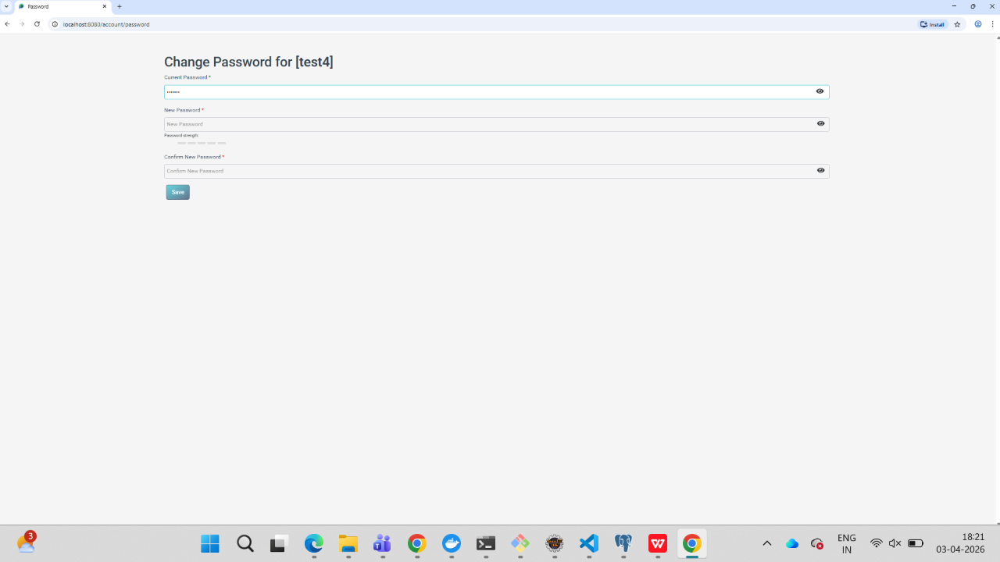 Password
localhost:8080/account/password
Install
Change Password for [test4]
Current Password *
•••••••
New Password *
New Password
Password strength:
Confirm New Password *
Confirm New Password
Save
3
ENG
IN
18:21
03-04-2026